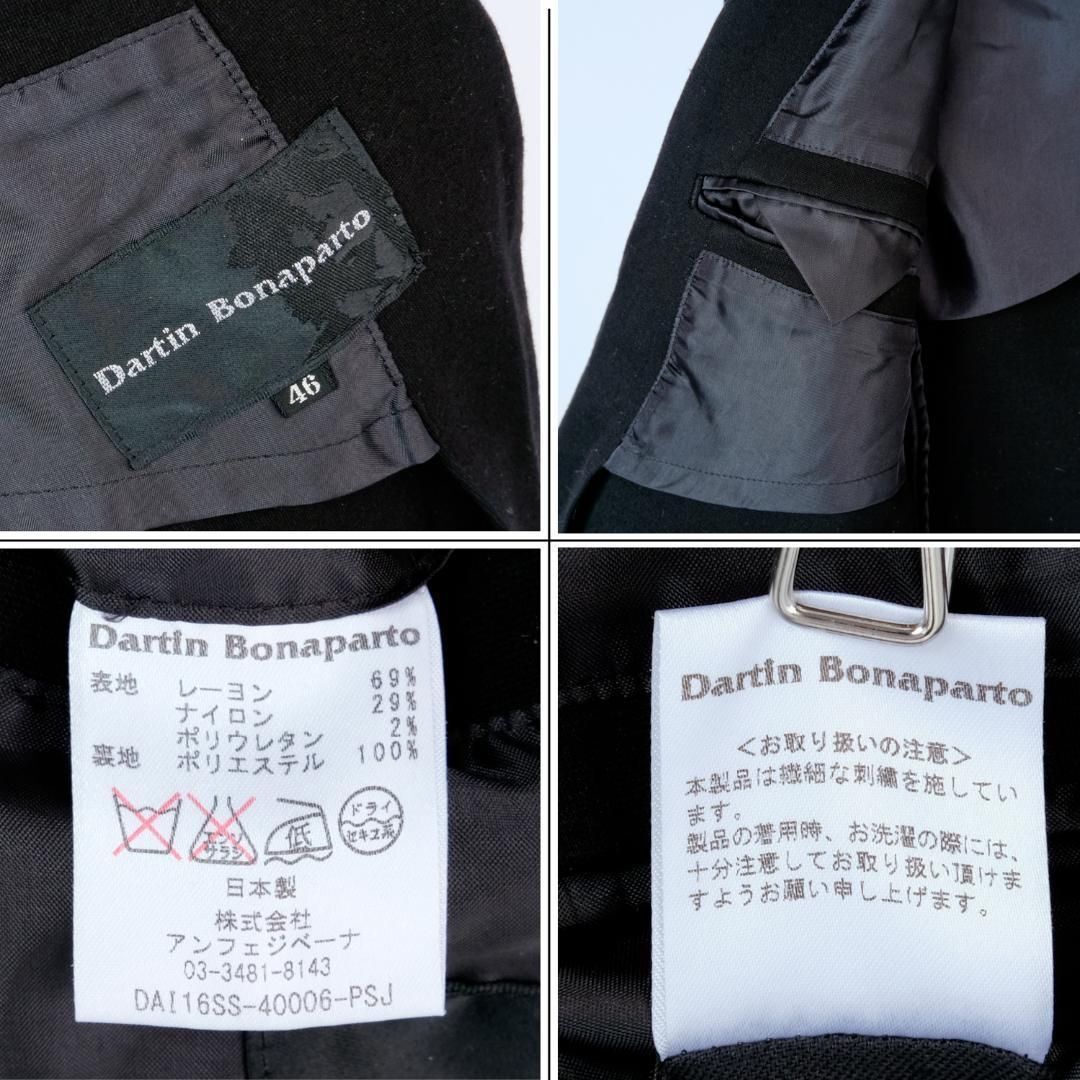 Dartin Bonaparto
46
Dartin Bonaparto
表地 レーヨン 69%
ナイロン 29%
ポリウレタン 2%
裏地 ポリエステル 100%
エンソ
サラシ
低
ドライ
セキユ系
日本製
株式会社
アンフェジベーナ
03-3481-8143
DAI16SS-40006-PSJ
Dartin Bonaparto
<お取り扱いの注意>
本製品は繊細な刺繍を施してい
ます。
製品の着用時、お洗濯の際には、
十分注意してお取り扱い頂けま
すようお願い申し上げます。